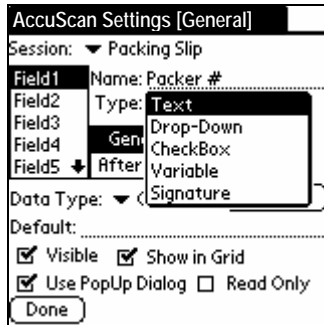 AccuScan Settings [General]
Session: Packing Slip
Field1 Name: Packer #
Field2 Type: Text
Field3 Drop-Down
Field4 CheckBox
Field5 After Variable
Data Type: Signature
Default:
Visible Show in Grid
Use PopUp Dialog Read Only
Done